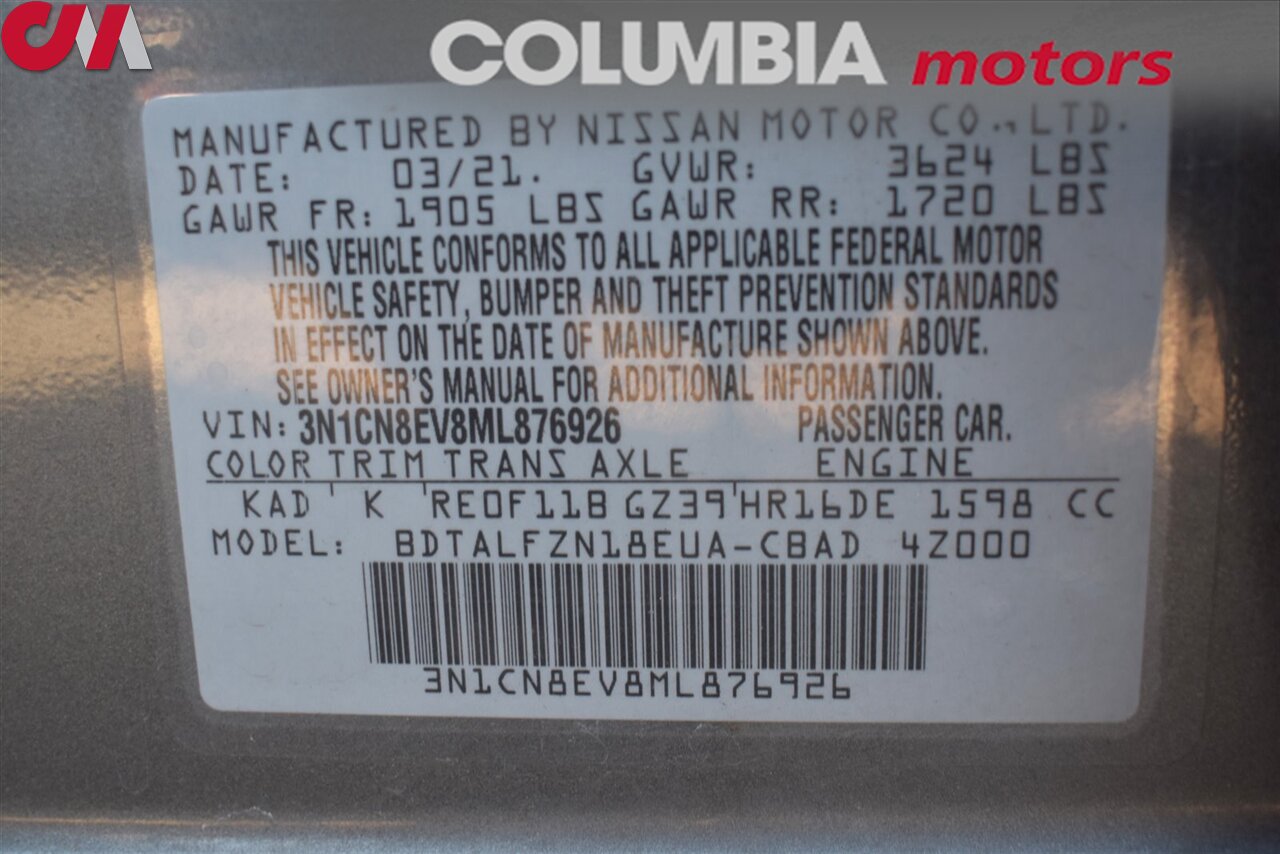 CM COLUMBIA motors
MANUFACTURED BY NISSAN MOTOR CO., LTD.
DATE: 03/21. GVWR: 3624 LBS
GAWR FR: 1905 LBS GAWR RR: 1720 LBS
THIS VEHICLE CONFORMS TO ALL APPLICABLE FEDERAL MOTOR
VEHICLE SAFETY, BUMPER AND THEFT PREVENTION STANDARDS
IN EFFECT ON THE DATE OF MANUFACTURE SHOWN ABOVE.
SEE OWNER'S MANUAL FOR ADDITIONAL INFORMATION.
VIN: 3N1CN8EV8ML876926 PASSENGER CAR.
COLOR TRIM TRANS AXLE ENGINE
KAD K RE0F11B GZ39 HR16DE 1598 CC
MODEL: BDTALFZN18EUA-CBAD 4Z000
3N1CN8EV8ML876926